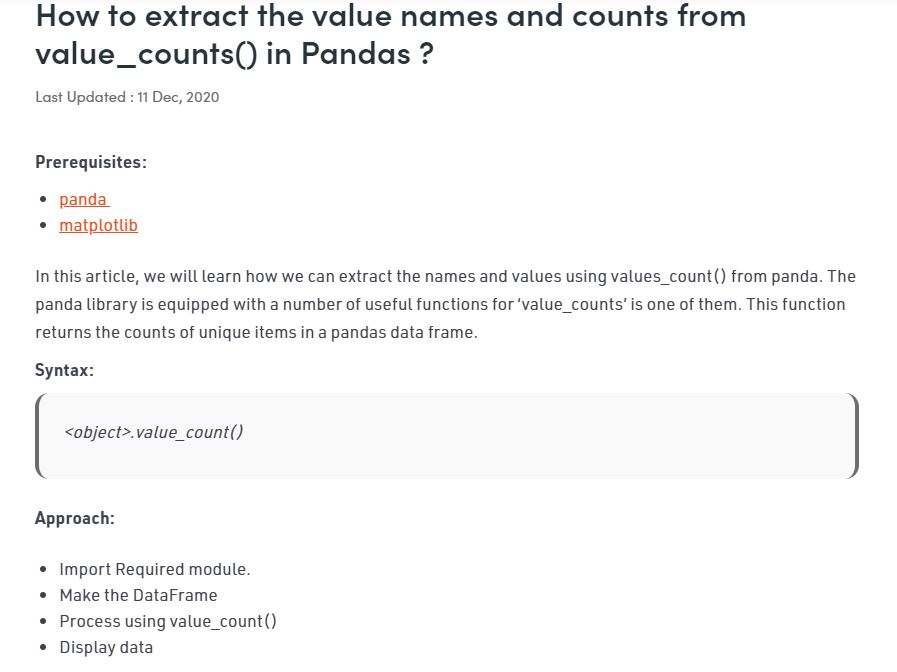 How to extract the value names and counts from
value_counts() in Pandas ?
Last Updated : 11 Dec, 2020
Prerequisites:
panda
matplotlib
In this article, we will learn how we can extract the names and values using values_count() from panda. The
panda library is equipped with a number of useful functions for ‘value_counts’ is one of them. This function
returns the counts of unique items in a pandas data frame.
Syntax:
<object>.value_count()
Approach:
Import Required module.
Make the DataFrame
Process using value_count()
Display data